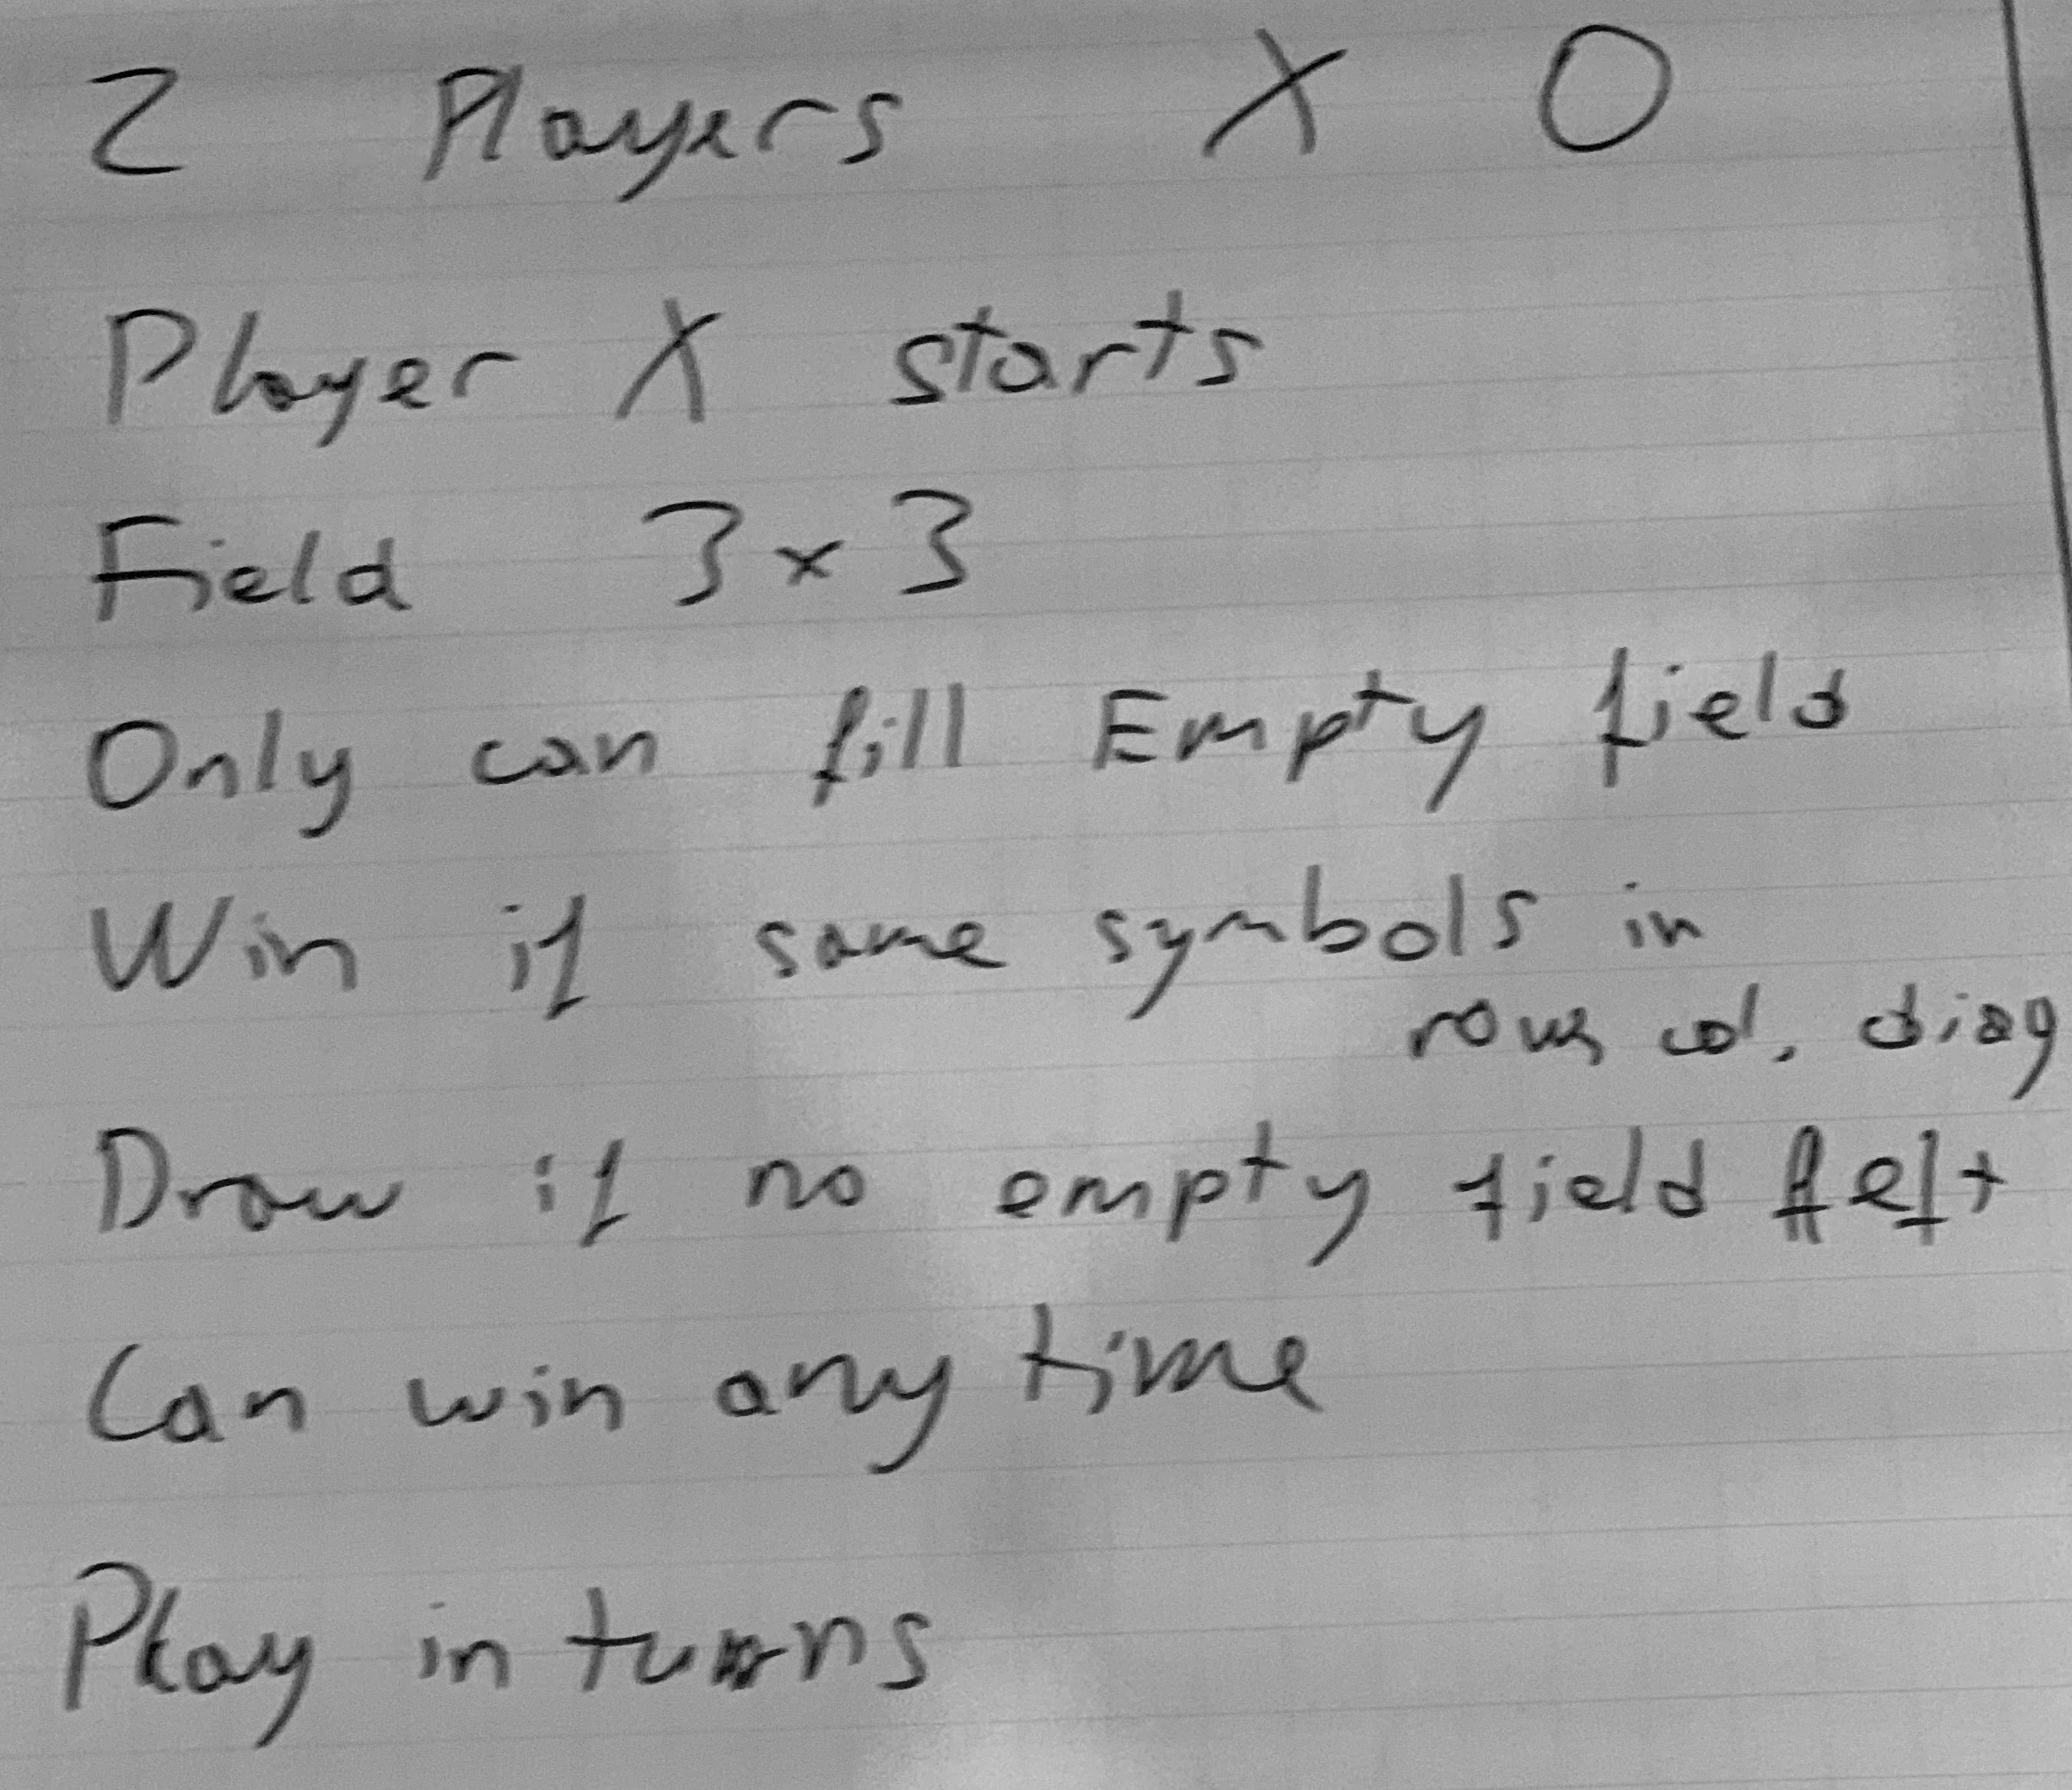 2 Players X O
Player X starts
Field 3x3
Only can fill Empty field
Win if same symbols in
rows col. diag
Draw if no empty field left
Can win any time
Play in turns